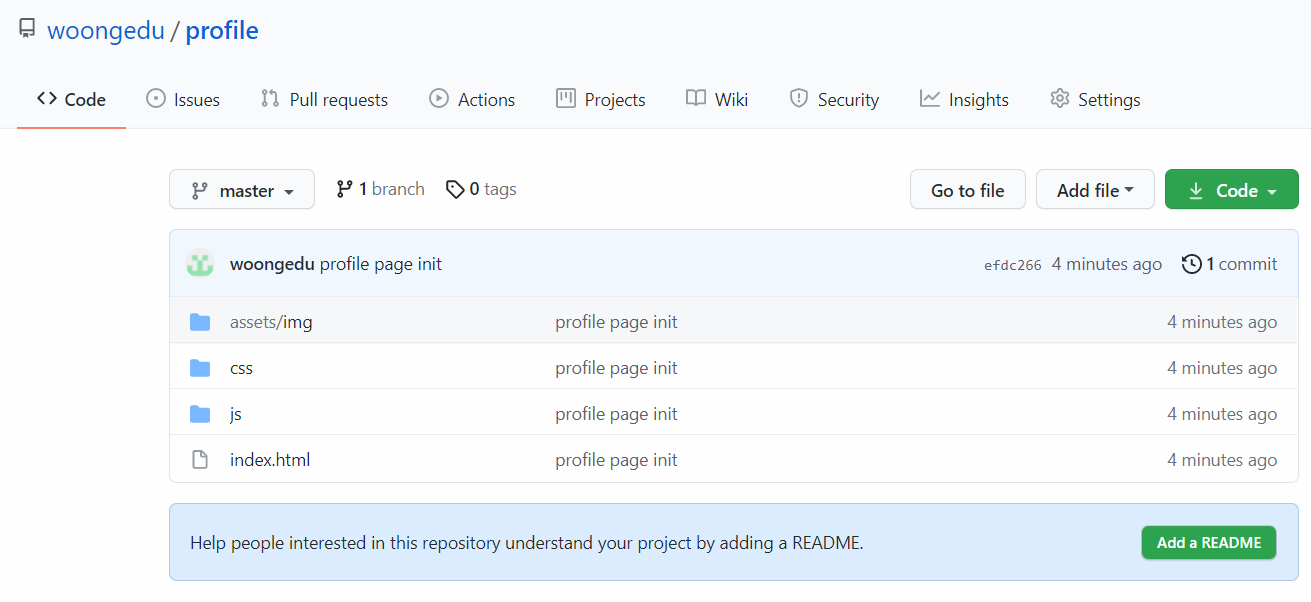 woongedu / profile
Code Issues Pull requests Actions Projects Wiki Security Insights Settings
master 1 branch 0 tags Go to file Add file Code
woongedu profile page init efdc266 4 minutes ago 1 commit
assets/img profile page init 4 minutes ago
css profile page init 4 minutes ago
js profile page init 4 minutes ago
index.html profile page init 4 minutes ago
Help people interested in this repository understand your project by adding a README. Add a README